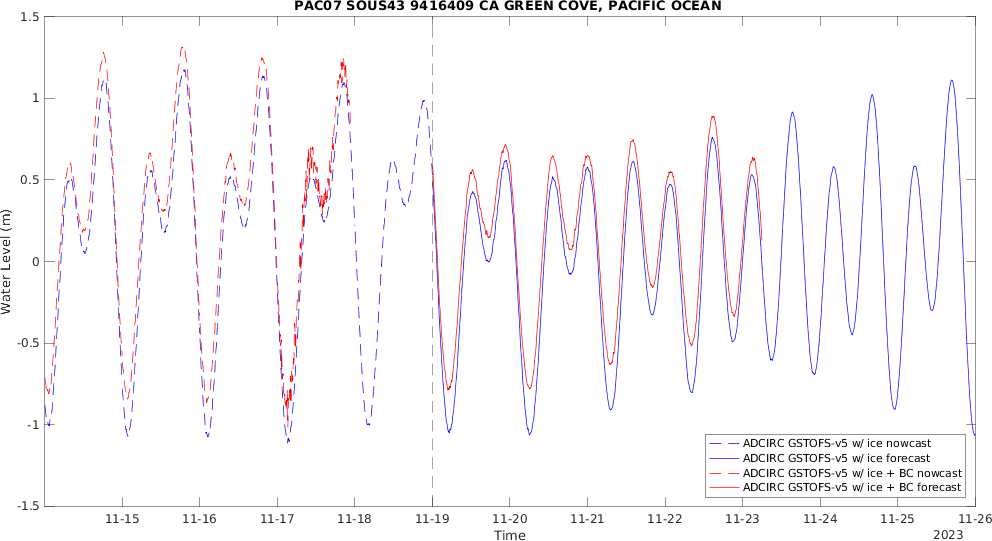 PAC07 SOUS43 9416409 CA GREEN COVE, PACIFIC OCEAN
1.5
1
0.5
0
-0.5
-1
-1.5
Water Level (m)
11-15
11-16
11-17
11-18
11-19
11-20
11-21
11-22
11-23
11-24
11-25
11-26
Time
2023
ADCIRC GSTOFS-v5 w/ ice nowcast
ADCIRC GSTOFS-v5 w/ ice forecast
ADCIRC GSTOFS-v5 w/ ice + BC nowcast
ADCIRC GSTOFS-v5 w/ ice + BC forecast